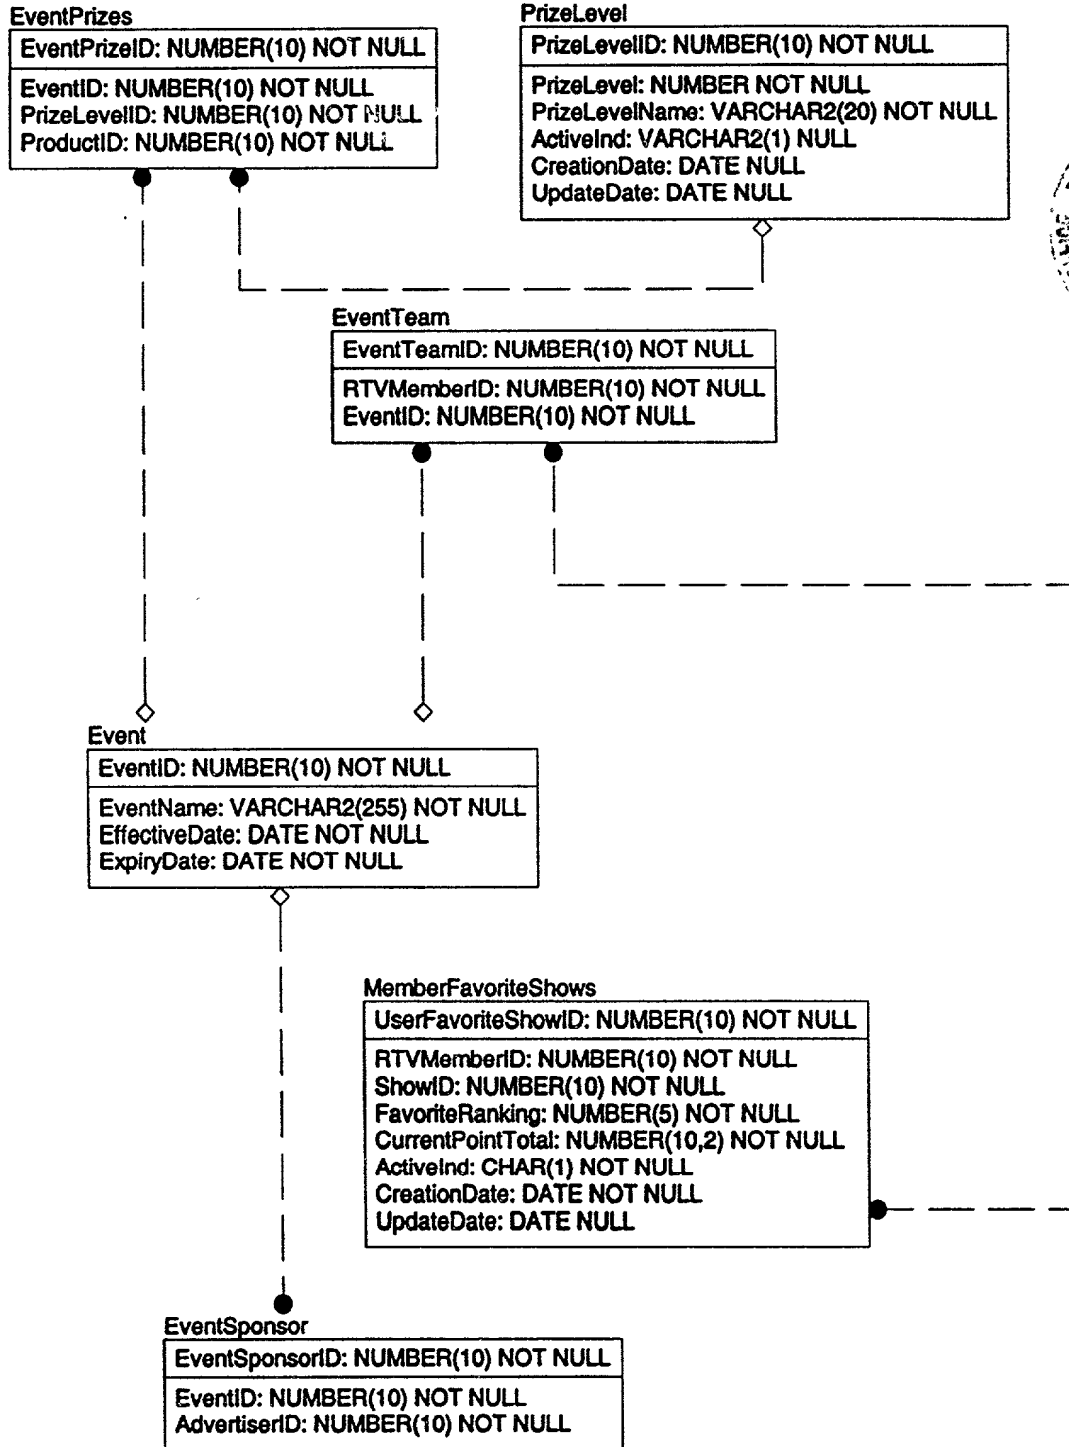 EventPrizes
EventPrizeID: NUMBER(10) NOT NULL
EventID: NUMBER(10) NOT NULL
PrizeLevelID: NUMBER(10) NOT NULL
ProductID: NUMBER(10) NOT NULL
PrizeLevel
PrizeLevelID: NUMBER(10) NOT NULL
PrizeLevel: NUMBER NOT NULL
PrizeLevelName: VARCHAR2(20) NOT NULL
ActiveInd: VARCHAR2(1) NULL
CreationDate: DATE NULL
UpdateDate: DATE NULL
EventTeam
EventTeamID: NUMBER(10) NOT NULL
RTVMemberID: NUMBER(10) NOT NULL
EventID: NUMBER(10) NOT NULL
Event
EventID: NUMBER(10) NOT NULL
EventName: VARCHAR2(255) NOT NULL
EffectiveDate: DATE NOT NULL
ExpiryDate: DATE NOT NULL
MemberFavoriteShows
UserFavoriteShowID: NUMBER(10) NOT NULL
RTVMemberID: NUMBER(10) NOT NULL
ShowID: NUMBER(10) NOT NULL
FavoriteRanking: NUMBER(5) NOT NULL
CurrentPointTotal: NUMBER(10,2) NOT NULL
ActiveInd: CHAR(1) NOT NULL
CreationDate: DATE NOT NULL
UpdateDate: DATE NULL
EventSponsor
EventSponsorID: NUMBER(10) NOT NULL
EventID: NUMBER(10) NOT NULL
AdvertiserID: NUMBER(10) NOT NULL